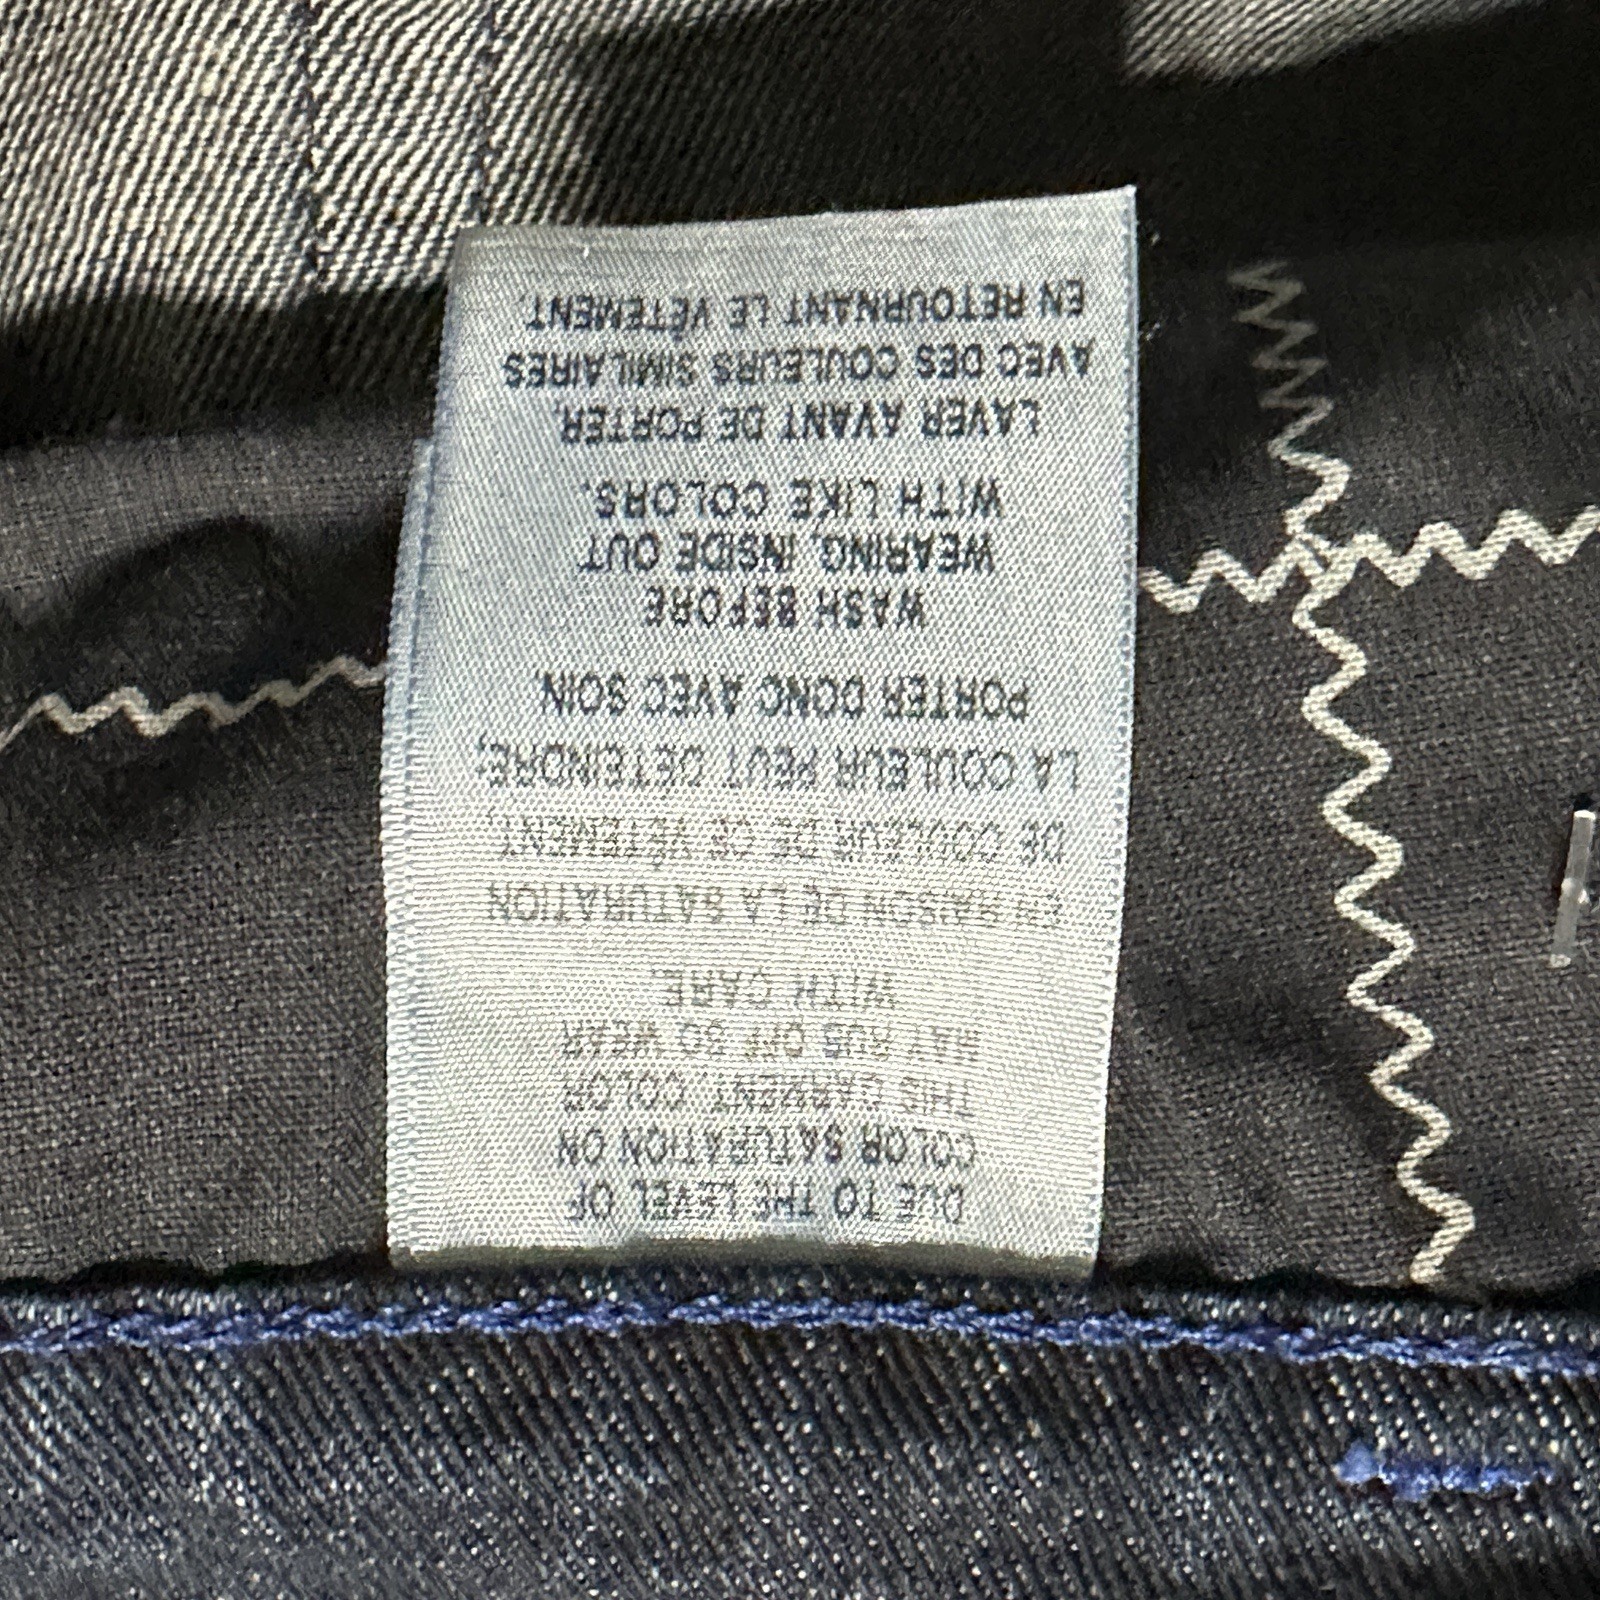 DUE TO THE LEVEL OF
COLOR SATURATION ON
THIS GARMENT, COLOR
MAY RUB OFF SO WEAR
WITH CARE.
EN RAISON DE LA SATURATION
DE COULEUR DE CE VÊTEMENT,
LA COULEUR PEUT DÉTEINDRE;
PORTER DONC AVEC SOIN.
WASH BEFORE
WEARING, INSIDE OUT
WITH LIKE COLORS.
LAVER AVANT DE PORTER,
AVEC DES COULEURS SIMILAIRES
EN RETOURNANT LE VÊTEMENT.